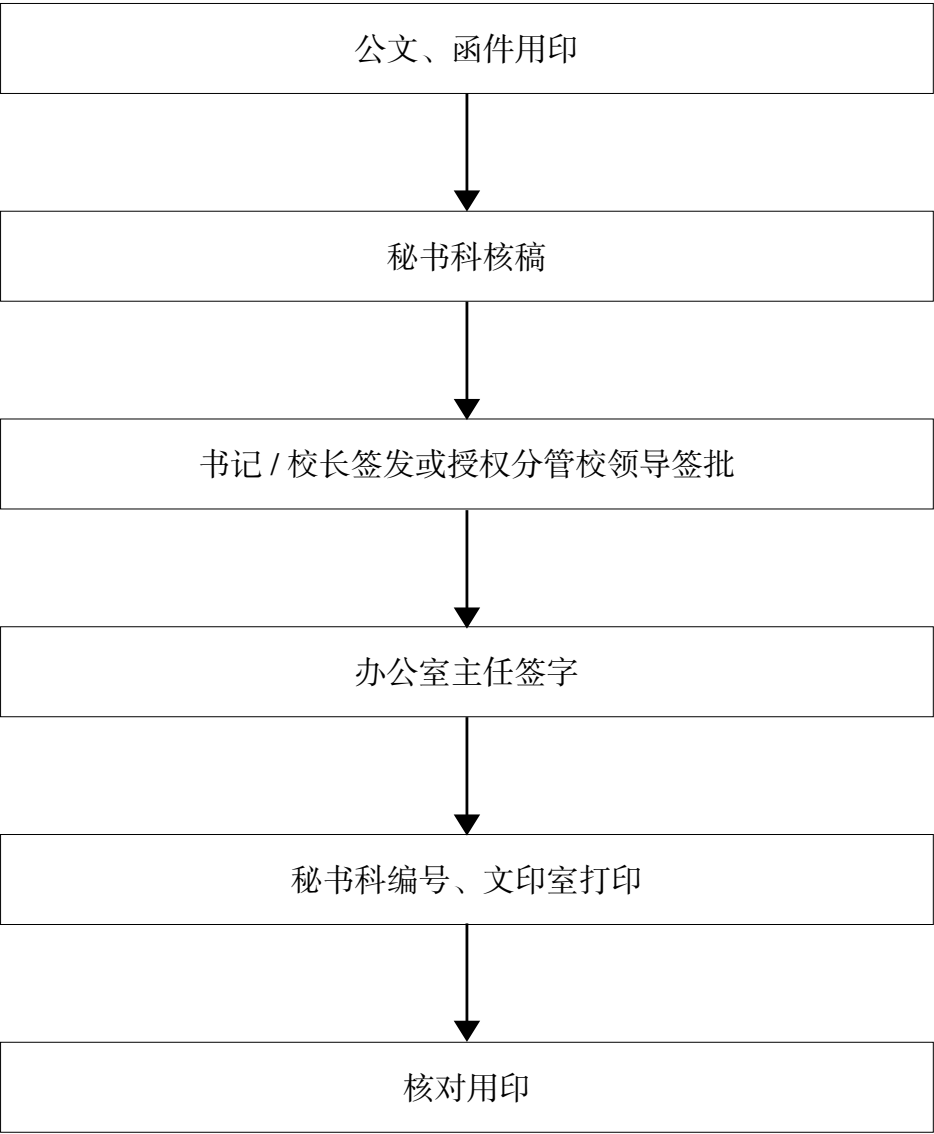 公文、函件用印
秘书科核稿
书记 / 校长签发或授权分管校领导签批
办公室主任签字
秘书科编号、文印室打印
核对用印